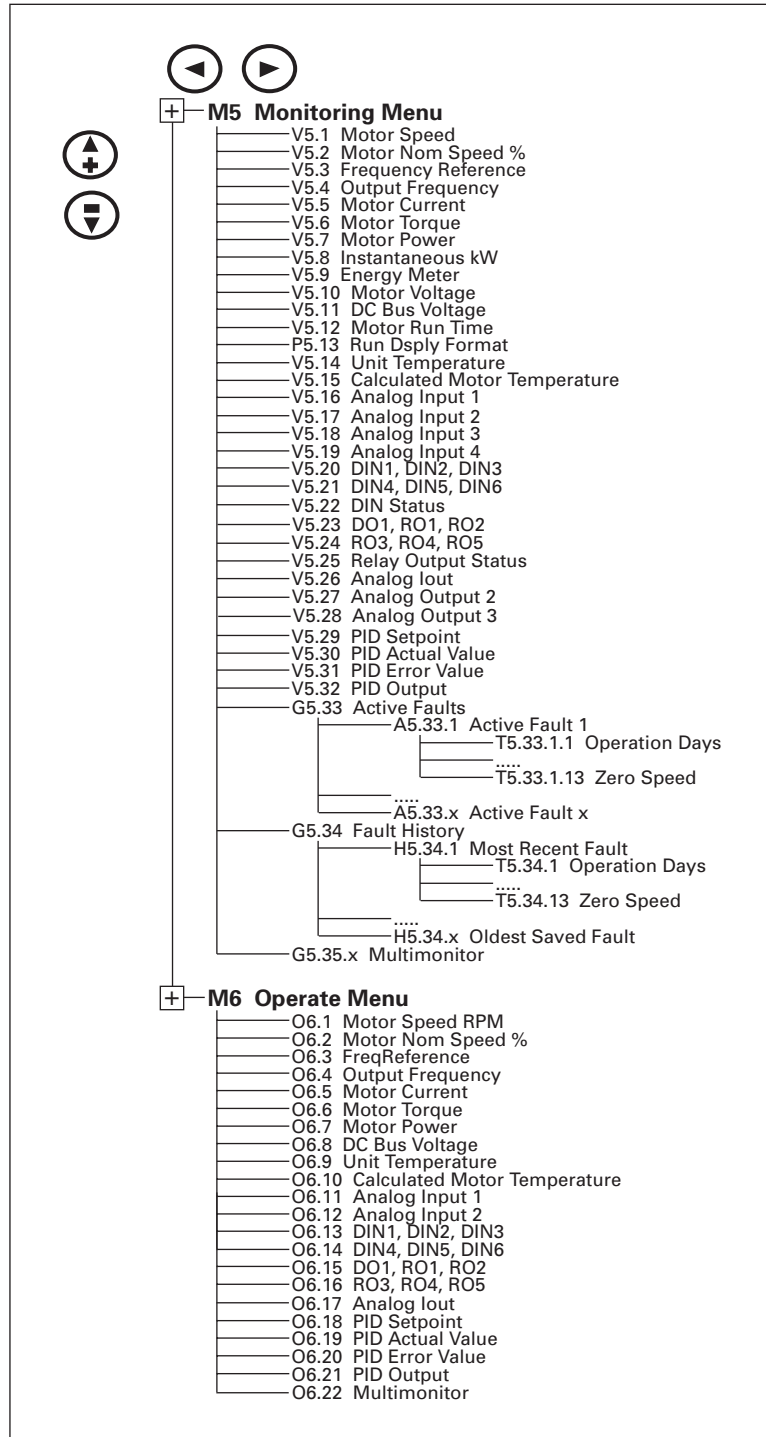 M5 Monitoring Menu
V5.1 Motor Speed
V5.2 Motor Nom Speed %
V5.3 Frequency Reference
V5.4 Output Frequency
V5.5 Motor Current
V5.6 Motor Torque
V5.7 Motor Power
V5.8 Instantaneous kW
V5.9 Energy Meter
V5.10 Motor Voltage
V5.11 DC Bus Voltage
V5.12 Motor Run Time
P5.13 Run Dsply Format
V5.14 Unit Temperature
V5.15 Calculated Motor Temperature
V5.16 Analog Input 1
V5.17 Analog Input 2
V5.18 Analog Input 3
V5.19 Analog Input 4
V5.20 DIN1, DIN2, DIN3
V5.21 DIN4, DIN5, DIN6
V5.22 DIN Status
V5.23 DO1, RO1, RO2
V5.24 RO3, RO4, RO5
V5.25 Relay Output Status
V5.26 Analog Iout
V5.27 Analog Output 2
V5.28 Analog Output 3
V5.29 PID Setpoint
V5.30 PID Actual Value
V5.31 PID Error Value
V5.32 PID Output
G5.33 Active Faults
A5.33.1 Active Fault 1
T5.33.1.1 Operation Days
.....
T5.33.1.13 Zero Speed
.....
A5.33.x Active Fault x
G5.34 Fault History
H5.34.1 Most Recent Fault
T5.34.1 Operation Days
.....
T5.34.13 Zero Speed
.....
H5.34.x Oldest Saved Fault
G5.35.x Multimonitor
M6 Operate Menu
O6.1 Motor Speed RPM
O6.2 Motor Nom Speed %
O6.3 FreqReference
O6.4 Output Frequency
O6.5 Motor Current
O6.6 Motor Torque
O6.7 Motor Power
O6.8 DC Bus Voltage
O6.9 Unit Temperature
O6.10 Calculated Motor Temperature
O6.11 Analog Input 1
O6.12 Analog Input 2
O6.13 DIN1, DIN2, DIN3
O6.14 DIN4, DIN5, DIN6
O6.15 DO1, RO1, RO2
O6.16 RO3, RO4, RO5
O6.17 Analog Iout
O6.18 PID Setpoint
O6.19 PID Actual Value
O6.20 PID Error Value
O6.21 PID Output
O6.22 Multimonitor